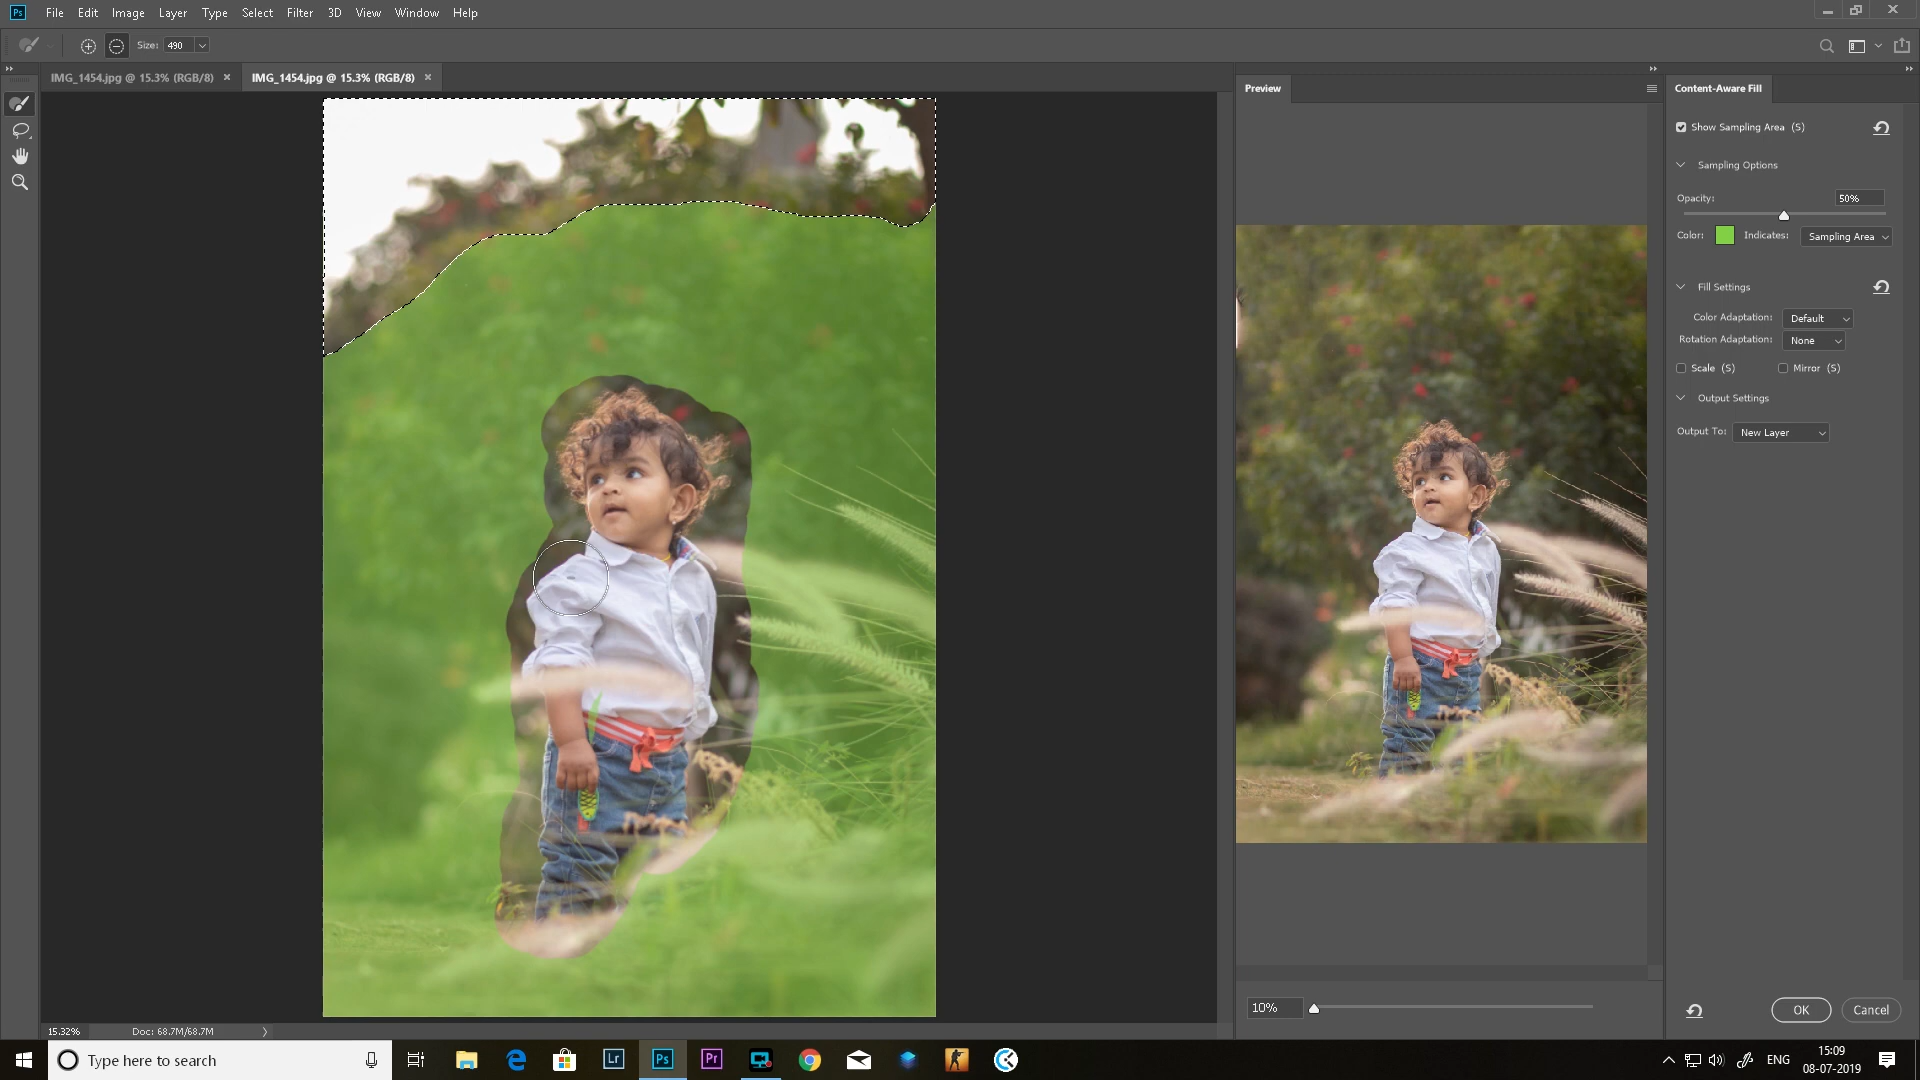 Ps File Edit Image Layer Type Select Filter 3D View Window Help
Size: 490
IMG_1454.jpg @ 15.3% (RGB/8) × IMG_1454.jpg @ 15.3% (RGB/8) ×
Preview
Content-Aware Fill
Show Sampling Area (S)
Sampling Options
Opacity: 50%
Color: Indicates: Sampling Area
Fill Settings
Color Adaptation: Default
Rotation Adaptation: None
Scale (S) Mirror (S)
Output Settings
Output To: New Layer
10%
OK Cancel
15.32% Doc: 68.7M/68.7M
Type here to search
Lr Ps Pr
ENG
15:09
08-07-2019